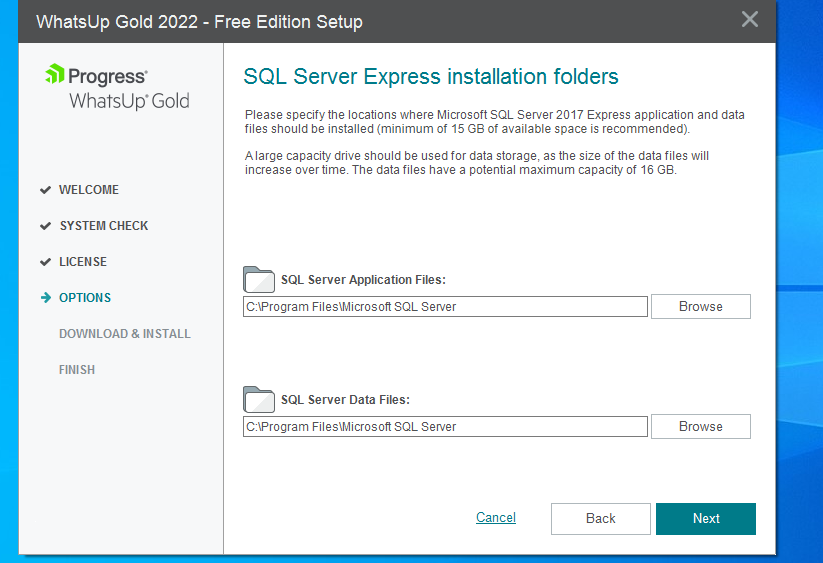 WhatsUp Gold 2022 - Free Edition Setup
Progress®
WhatsUp® Gold
WELCOME
SYSTEM CHECK
LICENSE
OPTIONS
DOWNLOAD & INSTALL
FINISH
SQL Server Express installation folders
Please specify the locations where Microsoft SQL Server 2017 Express application and data
files should be installed (minimum of 15 GB of available space is recommended).
A large capacity drive should be used for data storage, as the size of the data files will
increase over time. The data files have a potential maximum capacity of 16 GB.
SQL Server Application Files:
C:\Program Files\Microsoft SQL Server
Browse
SQL Server Data Files:
C:\Program Files\Microsoft SQL Server
Browse
Cancel
Back
Next